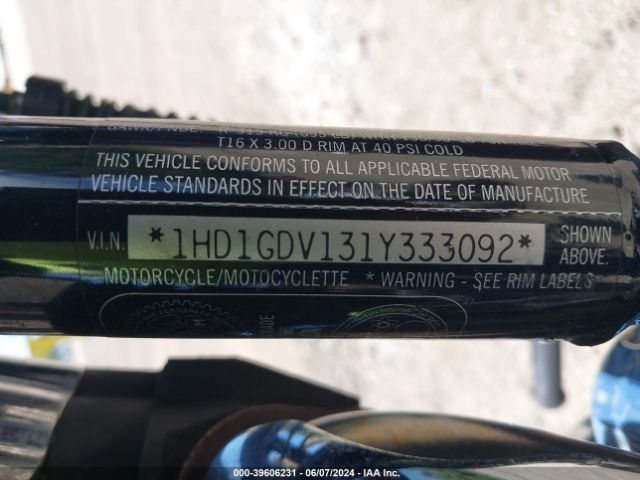 T16 X 3.00 D RIM AT 40 PSI COLD
THIS VEHICLE CONFORMS TO ALL APPLICABLE FEDERAL MOTOR
VEHICLE STANDARDS IN EFFECT ON THE DATE OF MANUFACTURE
V.I.N. *1HD1GDV131Y333092* SHOWN ABOVE.
MOTORCYCLE/MOTOCYCLETTE * WARNING - SEE RIM LABELS
000-39606231 - 06/07/2024 - IAA Inc.